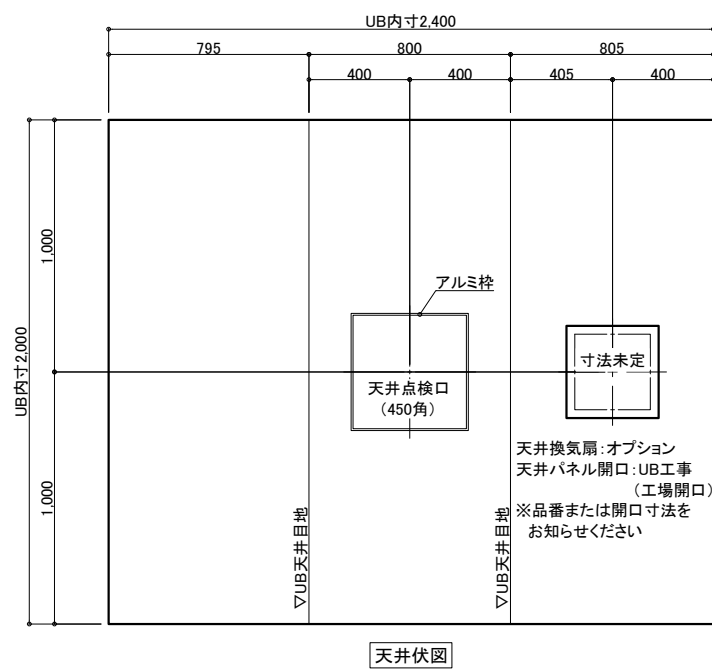 UB内寸2,400
795
800
805
400
400
405
400
1,000
UB内寸2,000
1,000
アルミ枠
天井点検口
(450角)
寸法未定
天井換気扇:オプション
天井パネル開口:UB工事
(工場開口)
※品番または開口寸法を
お知らせください
▽UB天井目地
▽UB天井目地
天井伏図